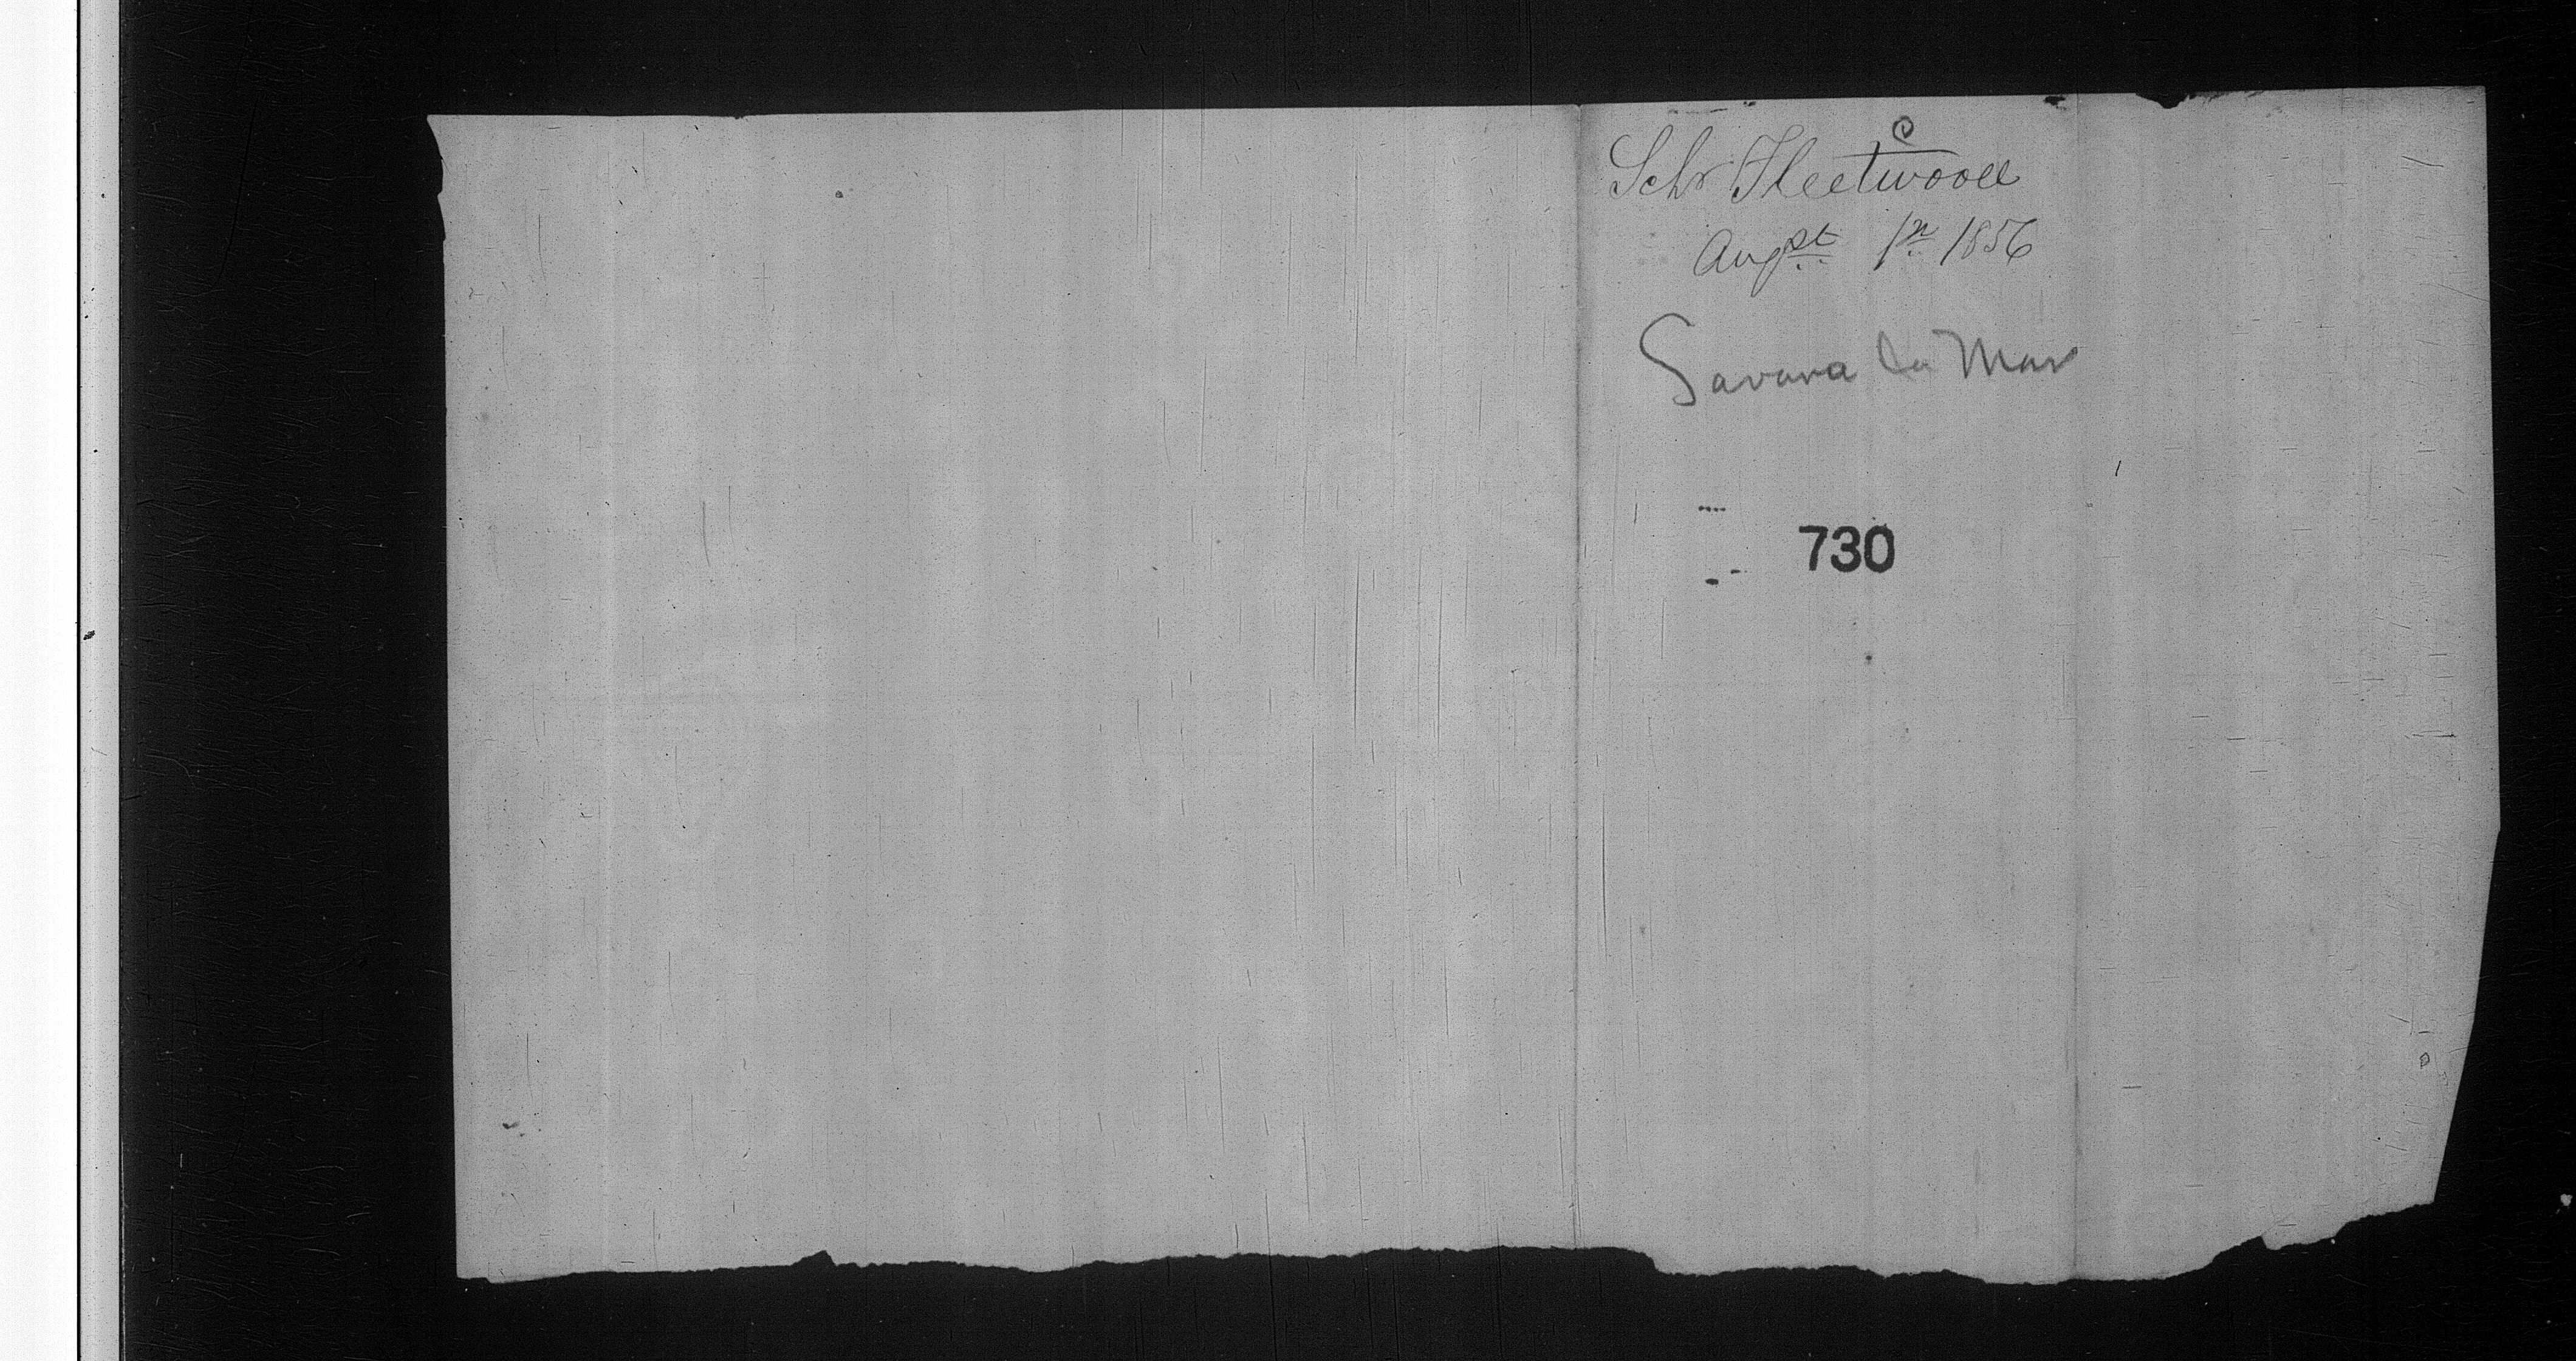 Schr Fleetwood
Augst 1st 1856
Savana la Mar
730